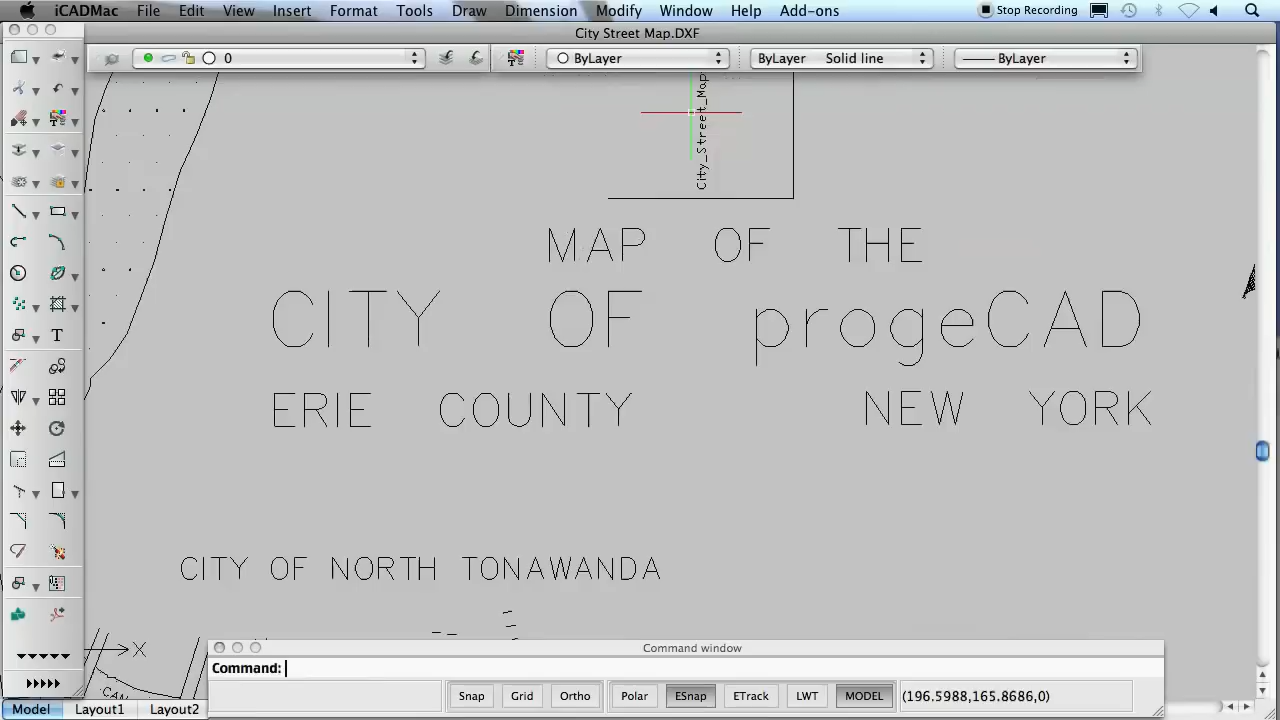 iCADMac File Edit View Insert Format Tools Draw Dimension Modify Window Help Add-ons Stop Recording
City Street Map.DXF
0 ByLayer ByLayer Solid line ByLayer
City_Street_Map
MAP OF THE
CITY OF progeCAD
ERIE COUNTY NEW YORK
CITY OF NORTH TONAWANDA
X
Command window
Command:
Snap Grid Ortho Polar ESnap ETrack LWT MODEL (196.5988,165.8686,0)
Model Layout1 Layout2